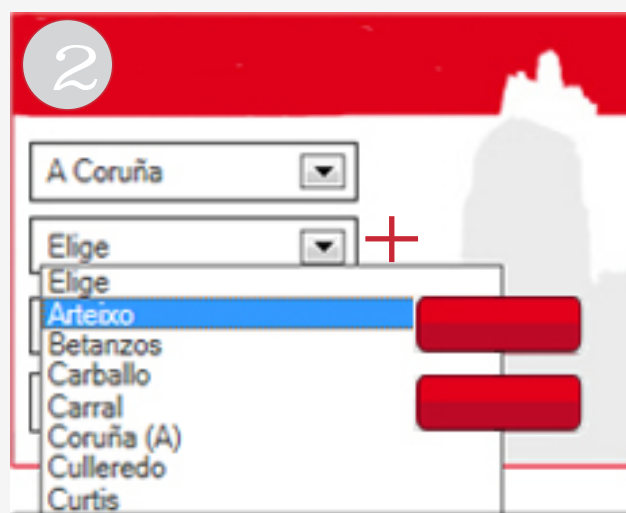 2
A Coruña
Elige
Elige
Arteixo
Betanzos
Carballo
Carral
Coruña (A)
Culleredo
Curtis